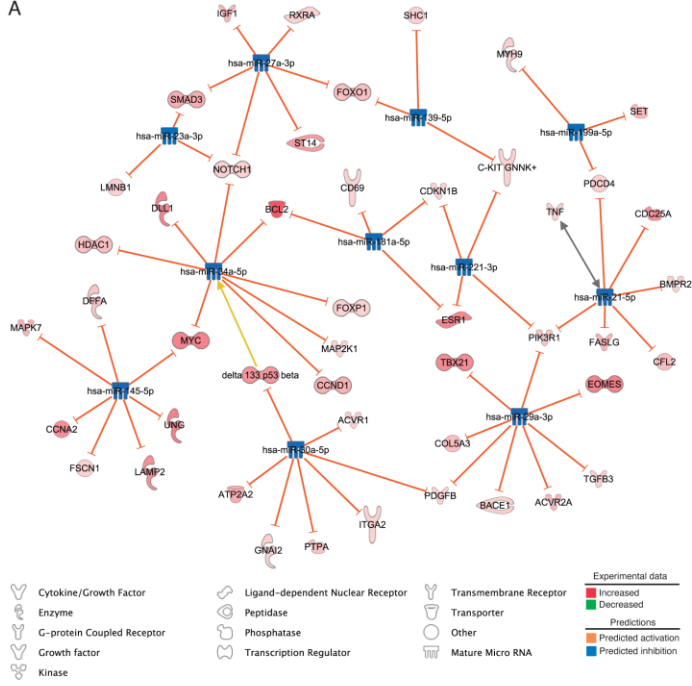 A
IGF1
RXRA
SHC1
MYH9
hsa-miR-27a-3p
SMAD3
FOXO1
SET
hsa-miR-139-5p
hsa-miR-199a-5p
hsa-miR-23a-3p
ST14
NOTCH1
C-KIT GNNK+
LMNB1
CD69
CDKN1B
PDCD4
DLL1
BCL2
TNF
CDC25A
HDAC1
hsa-miR-181a-5p
hsa-miR-34a-5p
hsa-miR-221-3p
BMPR2
hsa-miR-21-5p
DFFA
FOXP1
ESR1
MAPK7
PIK3R1
FASLG
MYC
MAP2K1
CFL2
TBX21
delta 133 p53 beta
CCND1
EOMES
hsa-miR-145-5p
hsa-miR-29a-3p
ACVR1
UNG
CCNA2
COL5A3
hsa-miR-30a-5p
FSCN1
LAMP2
TGFB3
ATP2A2
PDGFB
BACE1
ACVR2A
ITGA2
GNAI2
PTPA
Cytokine/Growth Factor
Enzyme
G-protein Coupled Receptor
Growth factor
Kinase
Ligand-dependent Nuclear Receptor
Peptidase
Phosphatase
Transcription Regulator
Transmembrane Receptor
Transporter
Other
Mature Micro RNA
Experimental data
Increased
Decreased
Predictions
Predicted activation
Predicted inhibition